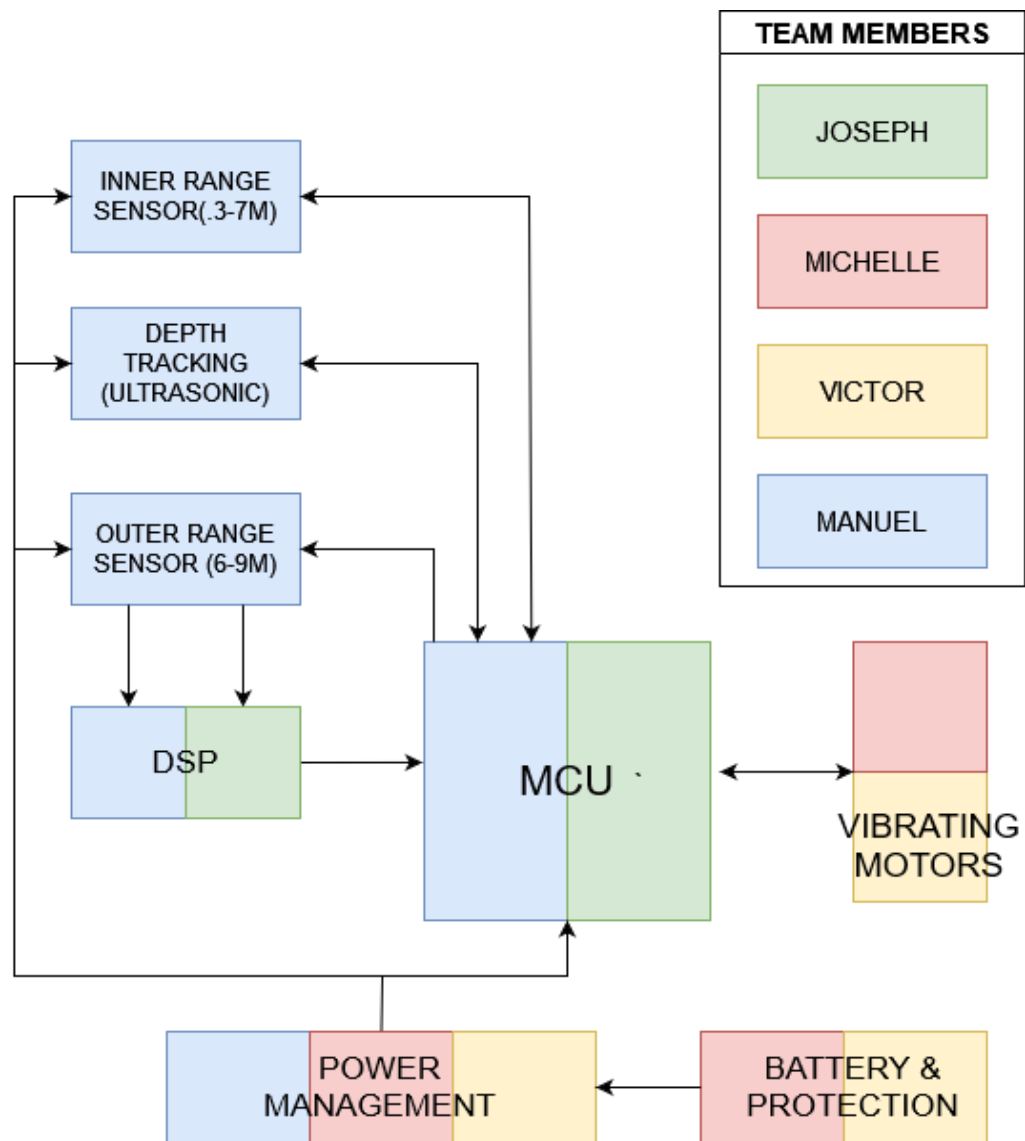 TEAM MEMBERS
JOSEPH
MICHELLE
VICTOR
MANUEL
INNER RANGE
SENSOR(.3-7M)
DEPTH
TRACKING
(ULTRASONIC)
OUTER RANGE
SENSOR (6-9M)
DSP
MCU
VIBRATING
MOTORS
POWER
MANAGEMENT
BATTERY &
PROTECTION